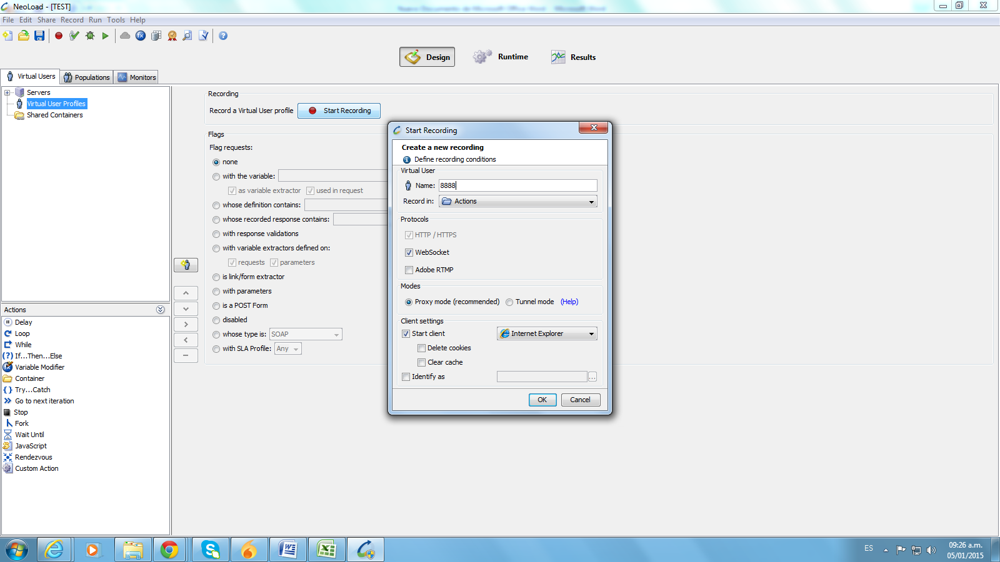 NeoLoad - [TEST]
File Edit Share Record Run Tools Help
Design Runtime Results
Virtual Users Populations Monitors
Servers
Virtual User Profiles
Shared Containers
Recording
Record a Virtual User profile Start Recording
Flags
Flag requests:
none
with the variable:
as variable extractor used in request
whose definition contains:
whose recorded response contains:
with response validations
with variable extractors defined on:
requests parameters
is link/form extractor
with parameters
is a POST Form
disabled
whose type is: SOAP
with SLA Profile: Any
Start Recording
Create a new recording
Define recording conditions
Virtual User
Name: 8888
Record in: Actions
Protocols
HTTP / HTTPS
WebSocket
Adobe RTMP
Modes
Proxy mode (recommended) Tunnel mode (Help)
Client settings
Start client Internet Explorer
Delete cookies
Clear cache
Identify as ...
OK Cancel
Actions
Delay
Loop
While
If...Then...Else
Variable Modifier
Container
Try...Catch
Go to next iteration
Stop
Fork
Wait Until
JavaScript
Rendezvous
Custom Action
ES
09:26 a.m.
05/01/2015